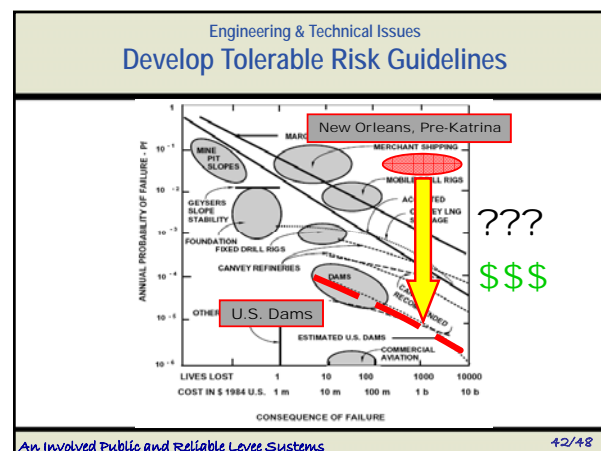 Engineering & Technical Issues
Develop Tolerable Risk Guidelines
1
New Orleans, Pre-Katrina
MERCHANT SHIPPING
10-1
MINE
PIT
SLOPES
MOBILE DRILL RIGS
10-2
GEYSERS
SLOPE
STABILITY
???
10-3
FOUNDATION
FIXED DRILL RIGS
CANVEY REFINERIES
$$$
10-4
DAMS
10-5
U.S. Dams
ESTIMATED U.S. DAMS
COMMERCIAL
AVIATION
10-6
ANNUAL PROBABILITY OF FAILURE - Pf
LIVES LOST 1 10 100 1000 10000
COST IN $ 1984 U.S. 1 m 10 m 100 m 1 b 10 b
CONSEQUENCE OF FAILURE
An Involved Public and Reliable Levee Systems 42/48